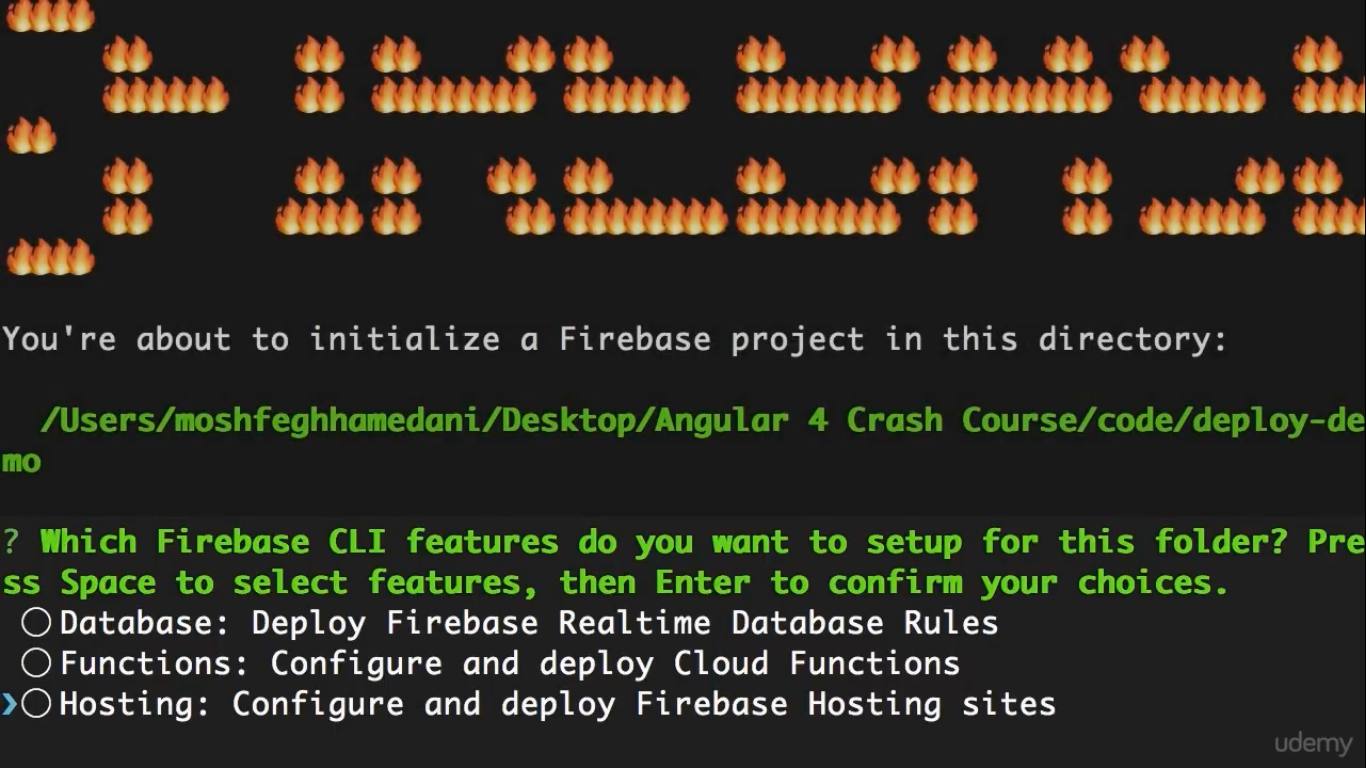 You're about to initialize a Firebase project in this directory:
/Users/moshfeghhamedani/Desktop/Angular 4 Crash Course/code/deploy-de
mo
? Which Firebase CLI features do you want to setup for this folder? Pre
ss Space to select features, then Enter to confirm your choices.
◯ Database: Deploy Firebase Realtime Database Rules
◯ Functions: Configure and deploy Cloud Functions
❯◯ Hosting: Configure and deploy Firebase Hosting sites
udemy